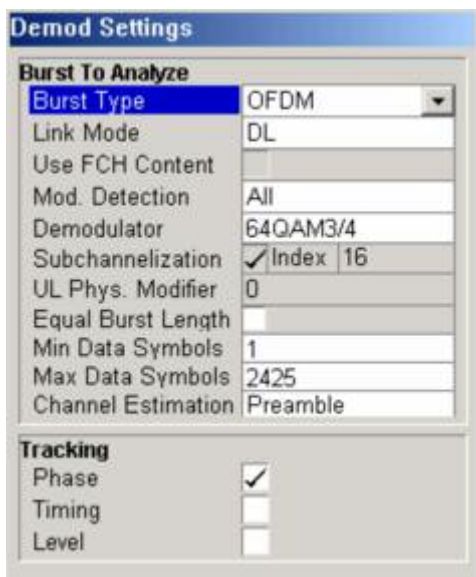 Demod Settings
Burst To Analyze
Burst Type OFDM
Link Mode DL
Use FCH Content
Mod. Detection All
Demodulator 64QAM3/4
Subchannelization Index 16
UL Phys. Modifier 0
Equal Burst Length
Min Data Symbols 1
Max Data Symbols 2425
Channel Estimation Preamble
Tracking
Phase
Timing
Level